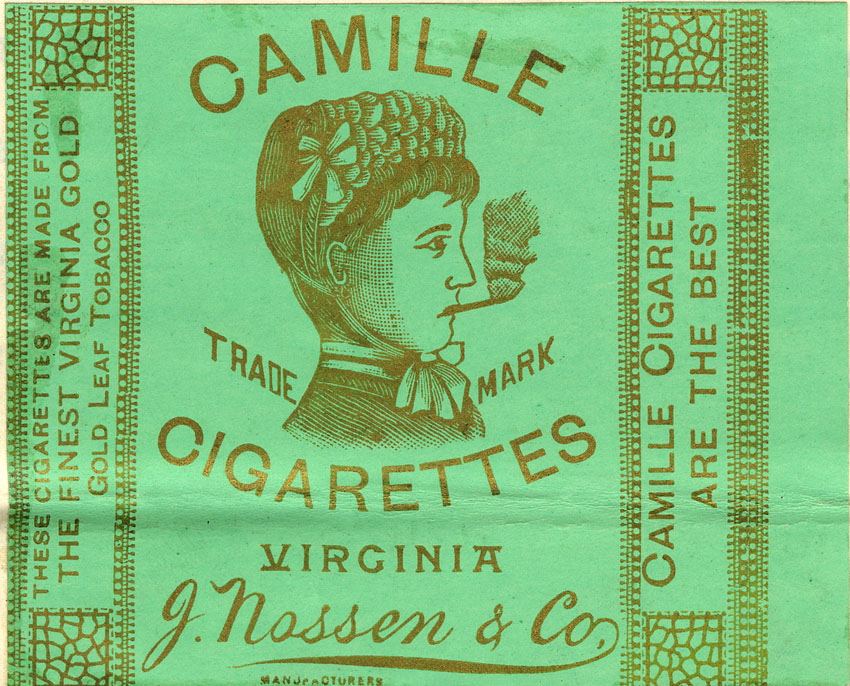 CAMILLE
TRADE MARK
CIGARETTES
VIRGINIA
J. Nossen & Co,
MANUFACTURERS
THESE CIGARETTES ARE MADE FROM
THE FINEST VIRGINIA GOLD
GOLD LEAF TOBACCO
CAMILLE CIGARETTES
ARE THE BEST